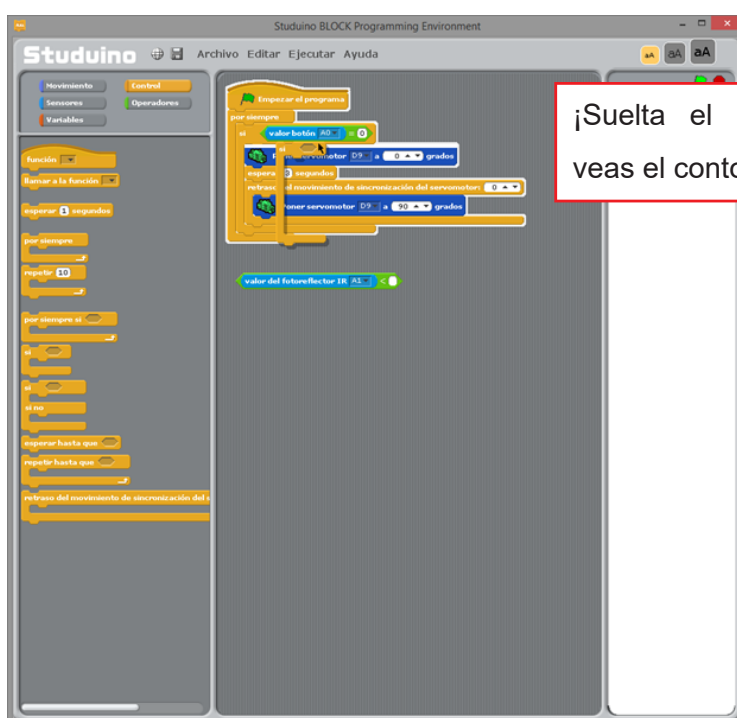 Studuino BLOCK Programming Environment
Studuino Archivo Editar Ejecutar Ayuda aA aA aA
Movimiento Control
Sensores Operadores
Variables
función
llamar a la función
esperar 1 segundos
por siempre
repetir 10
por siempre si
si
si
si no
esperar hasta que
repetir hasta que
retraso del movimiento de sincronización del s
Empezar el programa
por siempre
si valor botón A0 = 0
si
servomotor D9 a 0 grados
espera segundos
retraso del movimiento de sincronización del servomotor: 0
Poner servomotor D9 a 90 grados
valor del fotoreflector IR A1 <
¡Suelta el
veas el conto